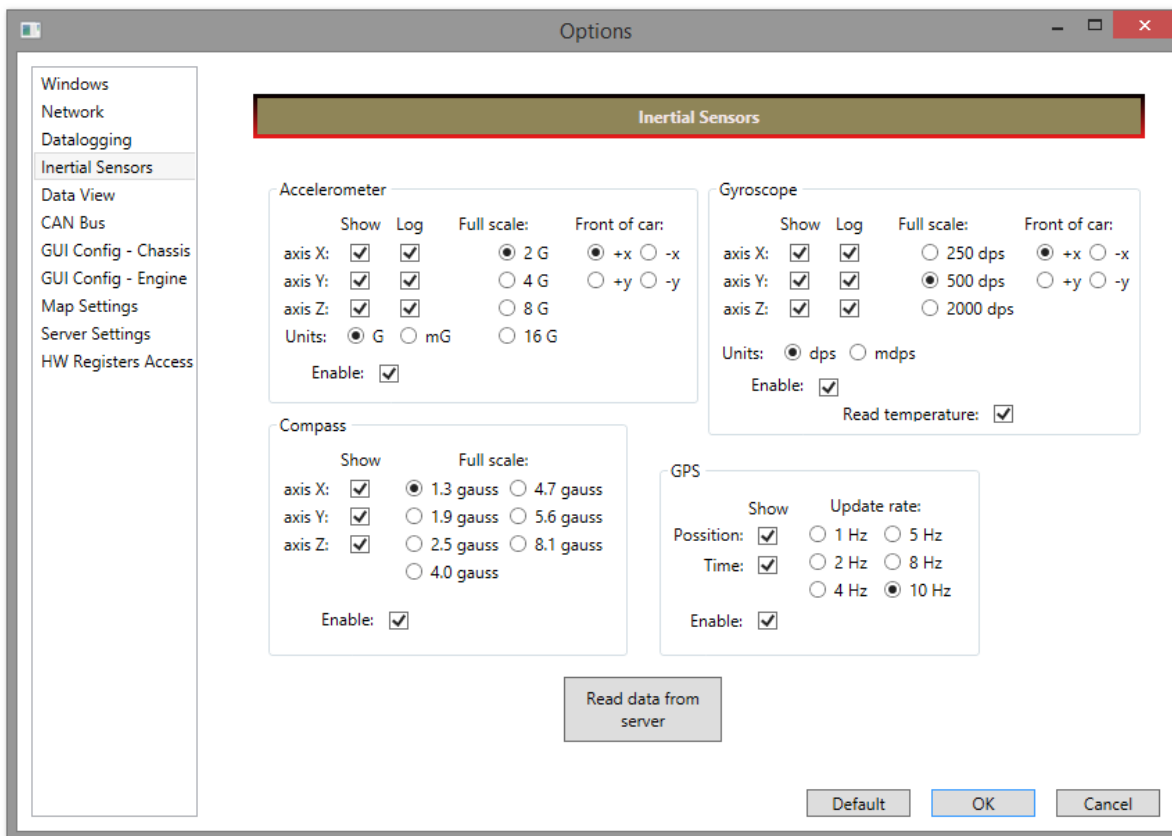 Options
Windows
Network
Datalogging
Inertial Sensors
Data View
CAN Bus
GUI Config - Chassis
GUI Config - Engine
Map Settings
Server Settings
HW Registers Access
Inertial Sensors
Accelerometer
Show Log Full scale: Front of car:
axis X: 2 G +x -x
axis Y: 4 G +y -y
axis Z: 8 G
Units: G mG 16 G
Enable:
Gyroscope
Show Log Full scale: Front of car:
axis X: 250 dps +x -x
axis Y: 500 dps +y -y
axis Z: 2000 dps
Units: dps mdps
Enable:
Read temperature:
Compass
Show Full scale:
axis X: 1.3 gauss 4.7 gauss
axis Y: 1.9 gauss 5.6 gauss
axis Z: 2.5 gauss 8.1 gauss
4.0 gauss
Enable:
GPS
Show Update rate:
Possition: 1 Hz 5 Hz
Time: 2 Hz 8 Hz
4 Hz 10 Hz
Enable:
Read data from
server
Default OK Cancel